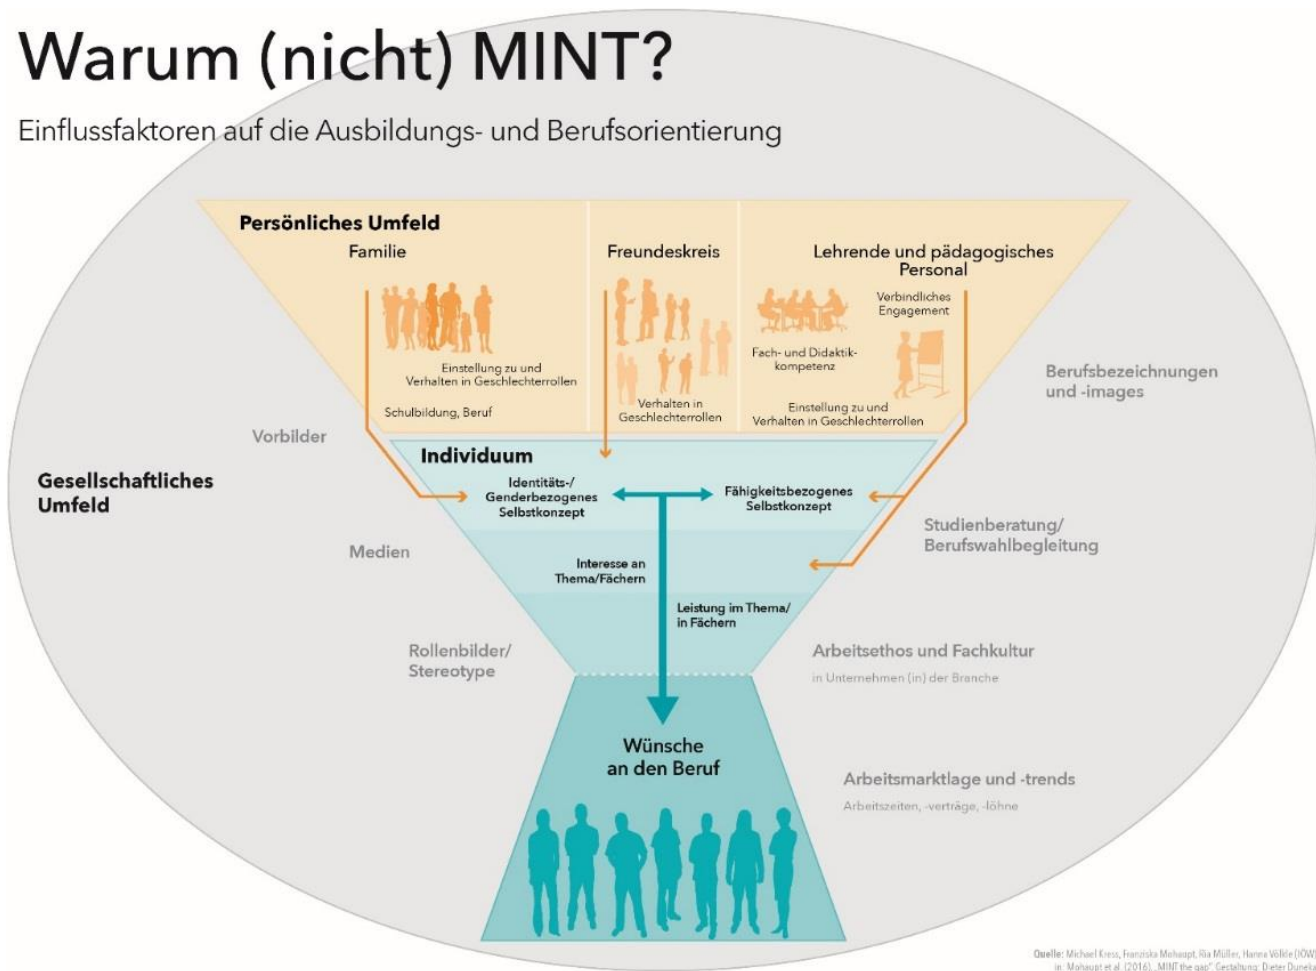 Warum (nicht) MINT?
Einflussfaktoren auf die Ausbildungs- und Berufsorientierung
Persönliches Umfeld
Familie
Einstellung zu und
Verhalten in Geschlechterrollen
Schulbildung, Beruf
Freundeskreis
Verhalten in
Geschlechterrollen
Lehrende und pädagogisches
Personal
Verbindliches
Engagement
Fach- und Didaktik-
kompetenz
Einstellung zu und
Verhalten in Geschlechterrollen
Individuum
Identitäts-/
Genderbezogenes
Selbstkonzept
Fähigkeitsbezogenes
Selbstkonzept
Interesse an
Thema/Fächern
Leistung im Thema/
in Fächern
Wünsche
an den Beruf
Gesellschaftliches
Umfeld
Vorbilder
Medien
Rollenbilder/
Stereotype
Berufsbezeichnungen
und -images
Studienberatung/
Berufswahlbegleitung
Arbeitsethos und Fachkultur
in Unternehmen (in) der Branche
Arbeitsmarktlage und -trends
Arbeitszeiten, -verträge, -löhne
Quelle: Michael Kress, Franziska Mohaupt, Ria Müller, Hanna Völkle (IÖW)
in: Mohaupt et al. (2016), „MINT the gap“ Gestaltung: Dieter